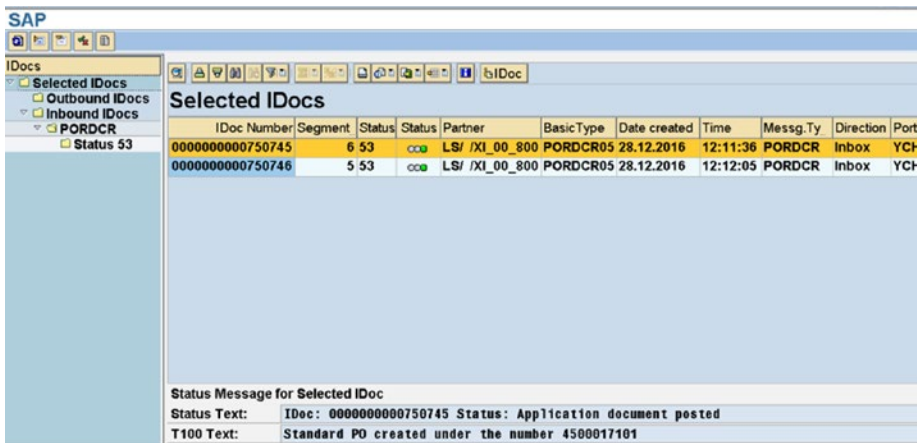 SAP
IDocs
Selected IDocs
Outbound IDocs
Inbound IDocs
PORDCR
Status 53
IDoc
Selected IDocs
IDoc Number Segment Status Status Partner BasicType Date created Time Messg.Ty Direction Port
0000000000750745 6 53 LS/ /XI_00_800 PORDCR05 28.12.2016 12:11:36 PORDCR Inbox YCH
0000000000750746 5 53 LS/ /XI_00_800 PORDCR05 28.12.2016 12:12:05 PORDCR Inbox YCH
Status Message for Selected IDoc
Status Text: IDoc: 0000000000750745 Status: Application document posted
T100 Text: Standard PO created under the number 4500017101